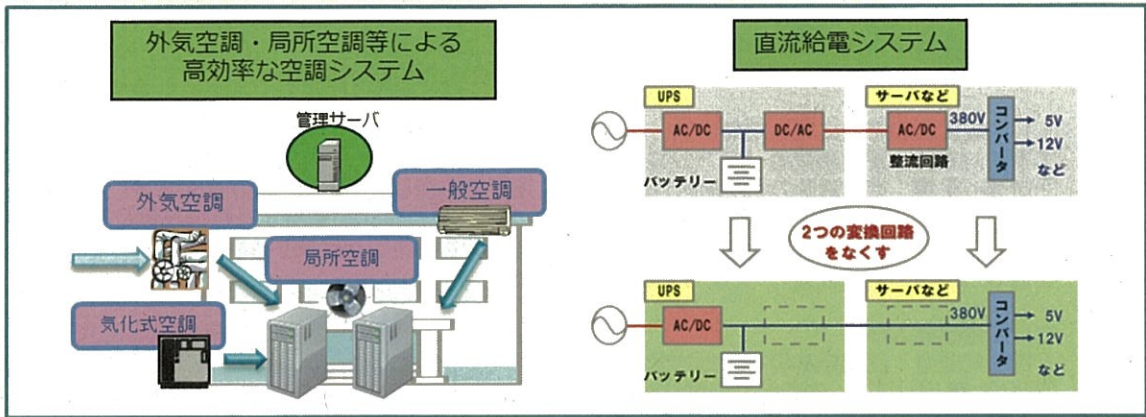 外気空調・局所空調等による
高効率な空調システム
管理サーバ
外気空調
一般空調
局所空調
気化式空調
直流給電システム
UPS
AC/DC
DC/AC
バッテリー
サーバなど
AC/DC
整流回路
380V
コンバータ
5V
12V
など
2つの変換回路
をなくす
UPS
AC/DC
バッテリー
サーバなど
380V
コンバータ
5V
12V
など